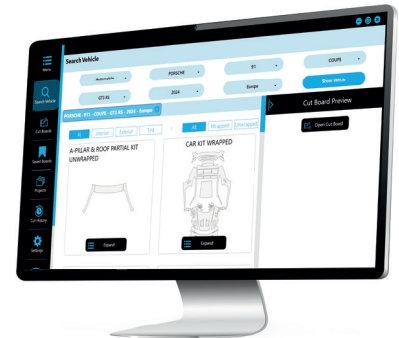 Menu
Search Vehicle
Automobile
PORSCHE
911
COUPE
GT3 RS
2024
Europe
Show Vehicle
Search Vehicle
Cut Boards
Saved Boards
Projects
Cut History
Settings
PORSCHE - 911 - COUPE - GT3 RS - 2024 - Europe
All Interior Exterior Tint
All Wrapped Unwrapped
A-PILLAR & ROOF PARTIAL KIT
UNWRAPPED
Expand
CAR KIT WRAPPED
Expand
Cut Board Preview
Open Cut Board